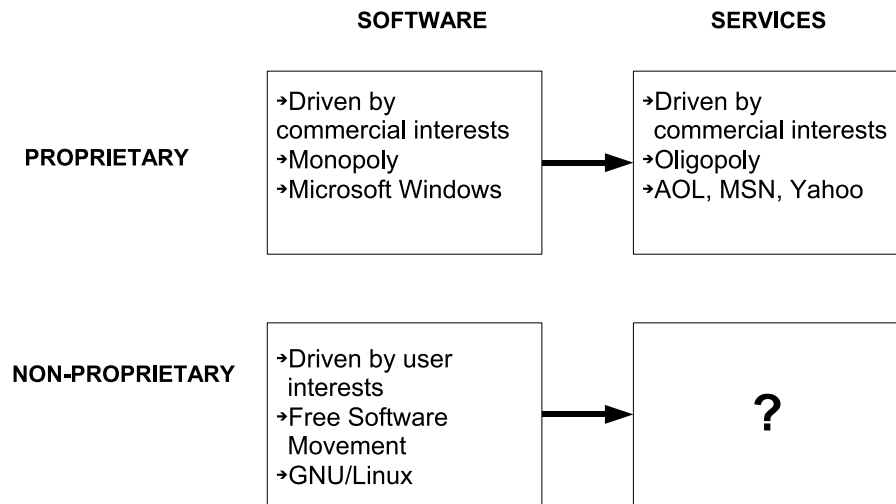 SOFTWARE
SERVICES
PROPRIETARY
➔Driven by
commercial interests
➔Monopoly
➔Microsoft Windows
➔Driven by
commercial interests
➔Oligopoly
➔AOL, MSN, Yahoo
NON-PROPRIETARY
➔Driven by user
interests
➔Free Software
Movement
➔GNU/Linux
?